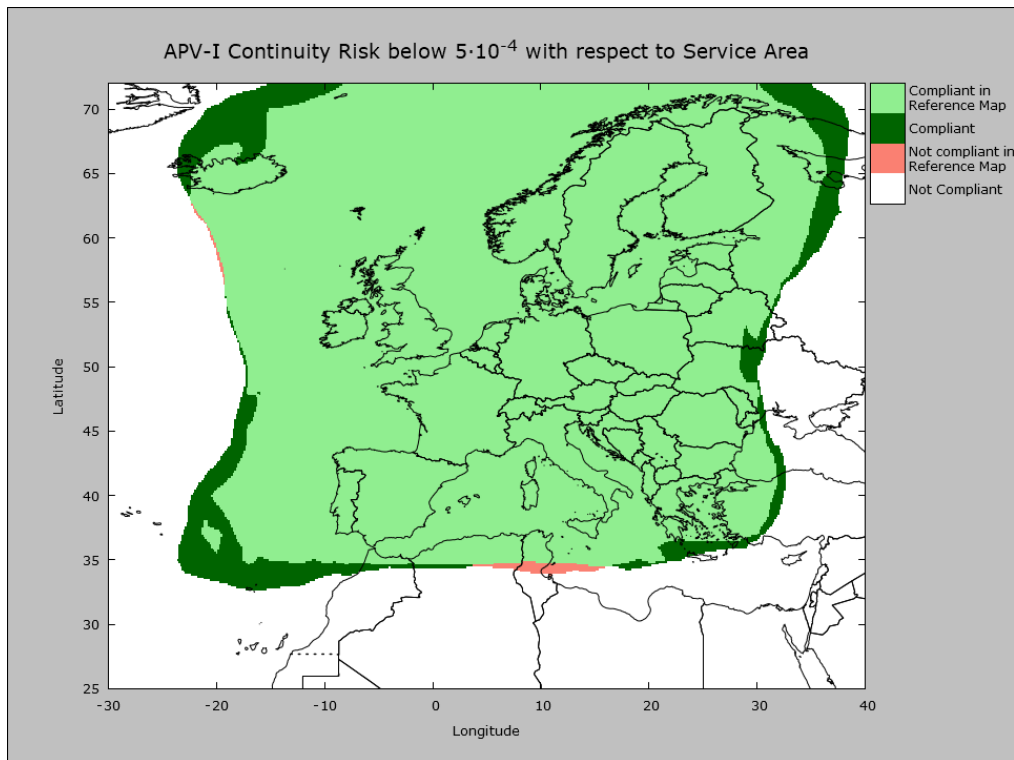 APV-I Continuity Risk below 5·10⁻⁴ with respect to Service Area
Compliant in
Reference Map
Compliant
Not compliant in
Reference Map
Not Compliant
70
65
60
55
50
45
40
35
30
25
Latitude
-30
-20
-10
0
10
20
30
40
Longitude